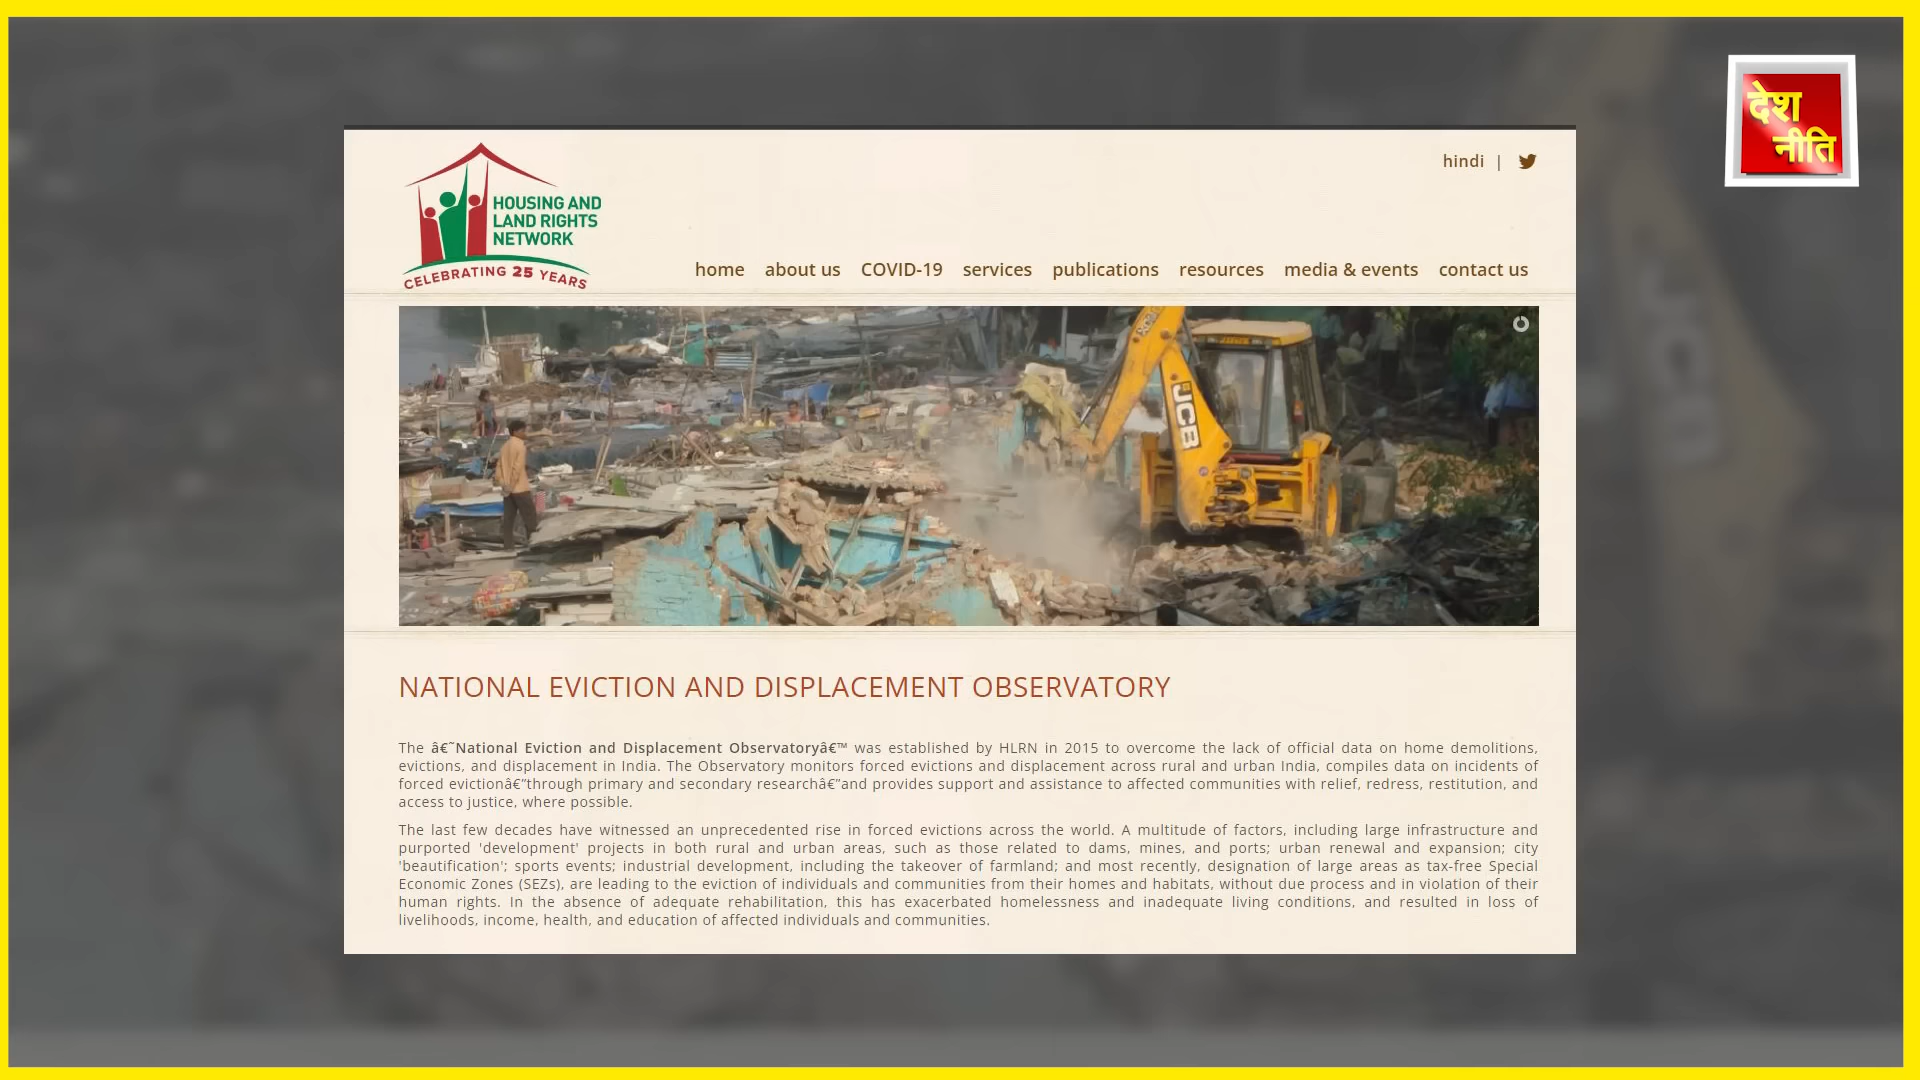 देश
नीति
HOUSING AND
LAND RIGHTS
NETWORK
CELEBRATING 25 YEARS
hindi |
home about us COVID-19 services publications resources media & events contact us
JCB
NATIONAL EVICTION AND DISPLACEMENT OBSERVATORY
The â€˜National Eviction and Displacement Observatoryâ€™ was established by HLRN in 2015 to overcome the lack of official data on home demolitions,
evictions, and displacement in India. The Observatory monitors forced evictions and displacement across rural and urban India, compiles data on incidents of
forced evictionâ€”through primary and secondary researchâ€”and provides support and assistance to affected communities with relief, redress, restitution, and
access to justice, where possible.
The last few decades have witnessed an unprecedented rise in forced evictions across the world. A multitude of factors, including large infrastructure and
purported 'development' projects in both rural and urban areas, such as those related to dams, mines, and ports; urban renewal and expansion; city
'beautification'; sports events; industrial development, including the takeover of farmland; and most recently, designation of large areas as tax-free Special
Economic Zones (SEZs), are leading to the eviction of individuals and communities from their homes and habitats, without due process and in violation of their
human rights. In the absence of adequate rehabilitation, this has exacerbated homelessness and inadequate living conditions, and resulted in loss of
livelihoods, income, health, and education of affected individuals and communities.